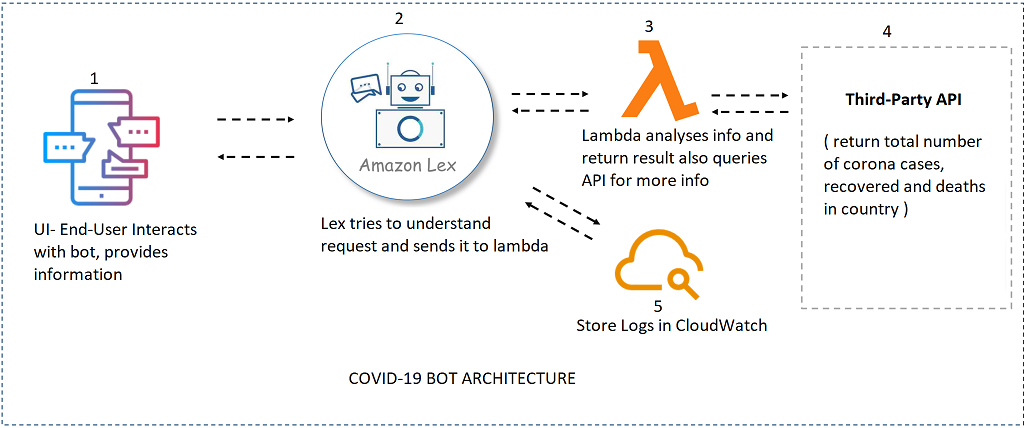 1
UI- End-User Interacts
with bot, provides
information
2
Amazon Lex
Lex tries to understand
request and sends it to lambda
3
Lambda analyses info and
return result also queries
API for more info
4
Third-Party API
( return total number
of corona cases,
recovered and deaths
in country )
5
Store Logs in CloudWatch
COVID-19 BOT ARCHITECTURE